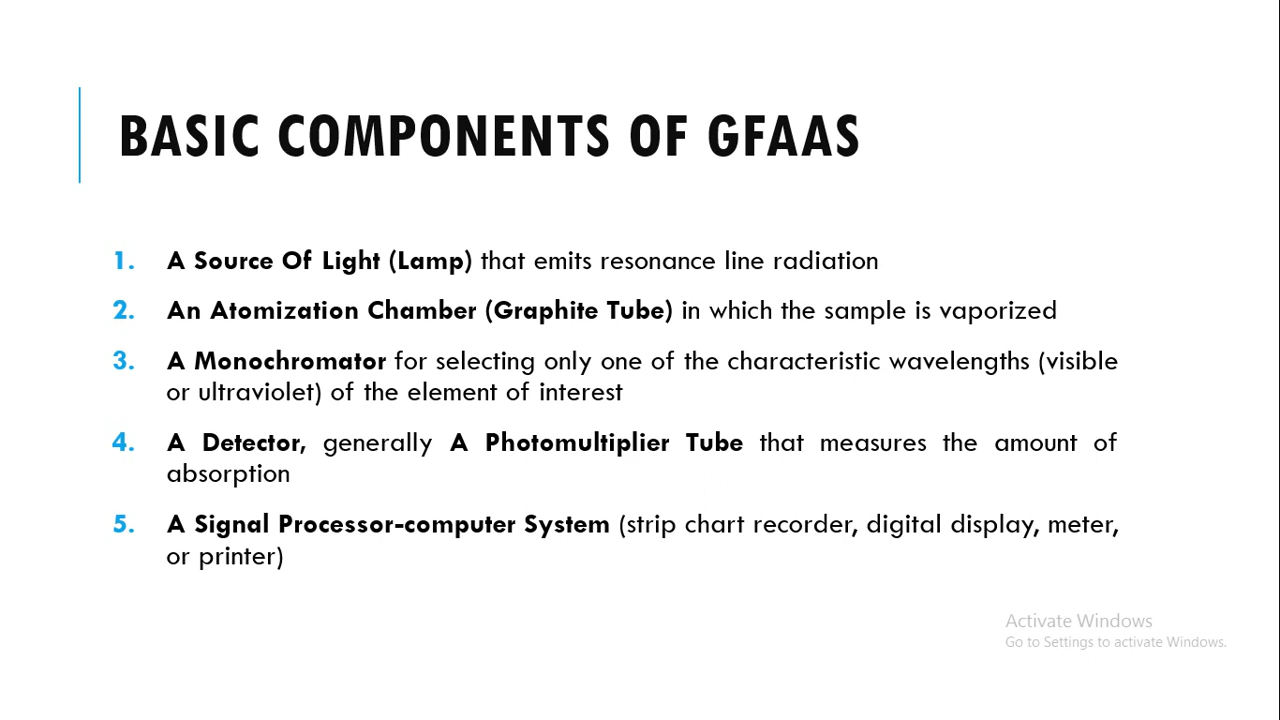 BASIC COMPONENTS OF GFAAS
1. A Source Of Light (Lamp) that emits resonance line radiation
2. An Atomization Chamber (Graphite Tube) in which the sample is vaporized
3. A Monochromator for selecting only one of the characteristic wavelengths (visible
or ultraviolet) of the element of interest
4. A Detector, generally A Photomultiplier Tube that measures the amount of
absorption
5. A Signal Processor-computer System (strip chart recorder, digital display, meter,
or printer)
Activate Windows
Go to Settings to activate Windows.